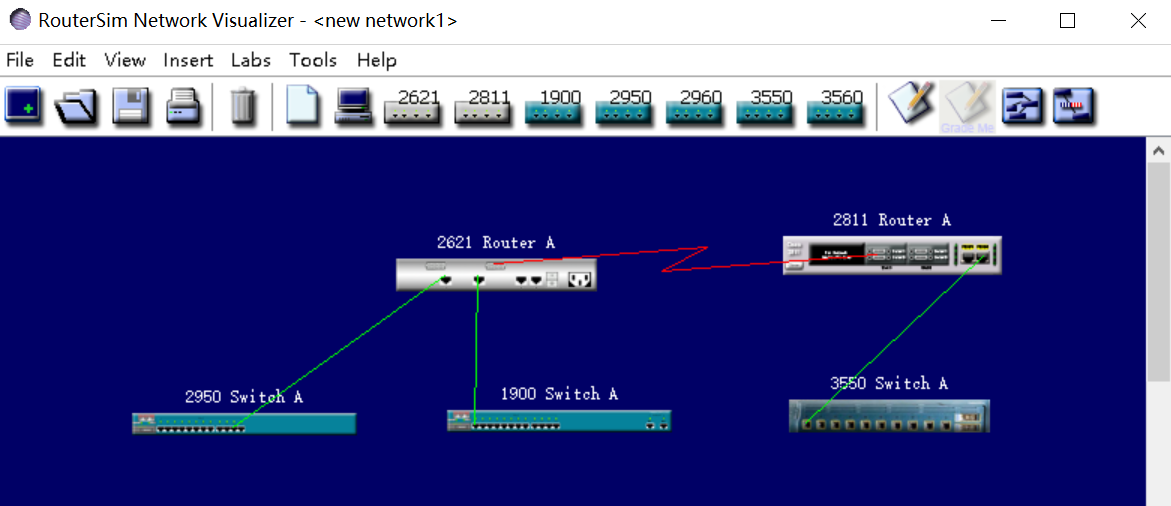 RouterSim Network Visualizer - <new network1>
File Edit View Insert Labs Tools Help
2621 2811 1900 2950 2960 3550 3560
Grade Me
2811 Router A
2621 Router A
3550 Switch A
2950 Switch A
1900 Switch A